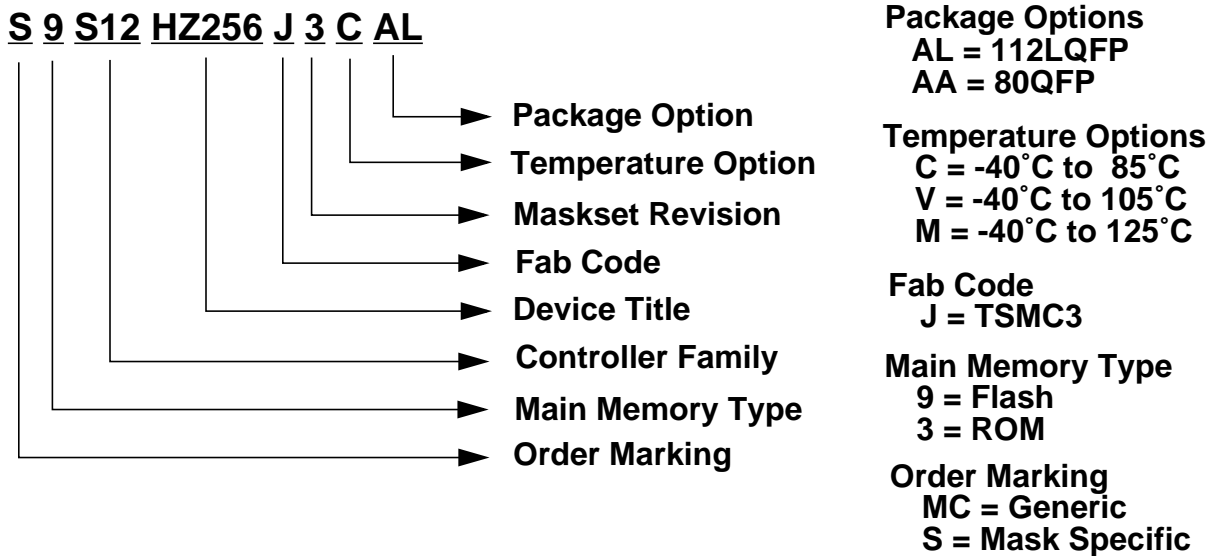 S 9 S12 HZ256 J 3 C AL
Package Option
Temperature Option
Maskset Revision
Fab Code
Device Title
Controller Family
Main Memory Type
Order Marking
Package Options
AL = 112LQFP
AA = 80QFP
Temperature Options
C = -40˚C to 85˚C
V = -40˚C to 105˚C
M = -40˚C to 125˚C
Fab Code
J = TSMC3
Main Memory Type
9 = Flash
3 = ROM
Order Marking
MC = Generic
S = Mask Specific